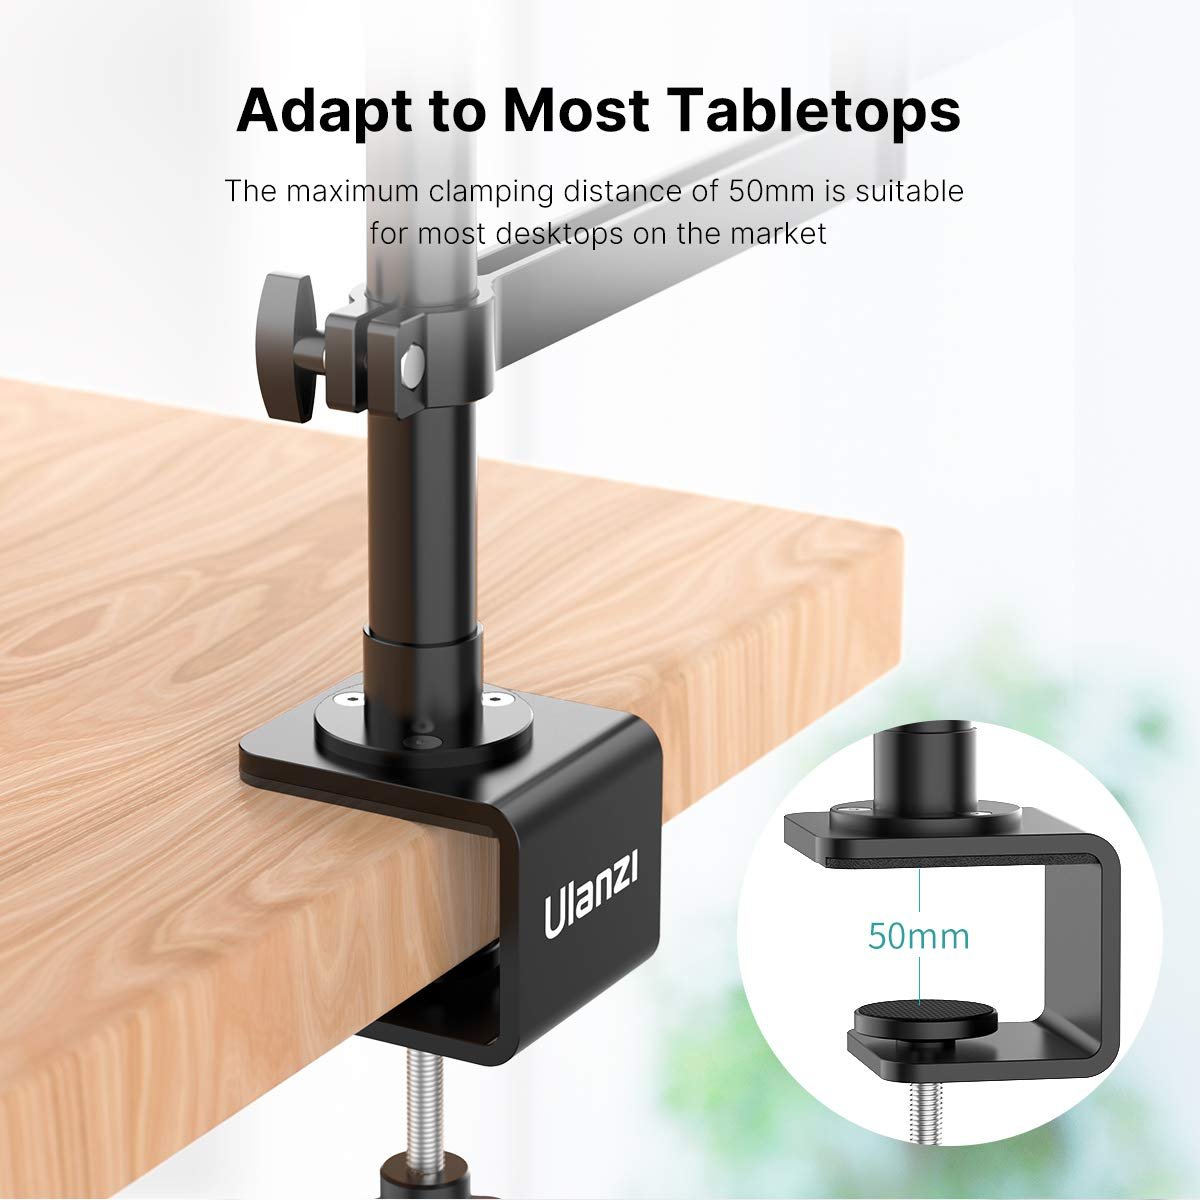 Adapt to Most Tabletops
The maximum clamping distance of 50mm is suitable
for most desktops on the market
Ulanzi
50mm